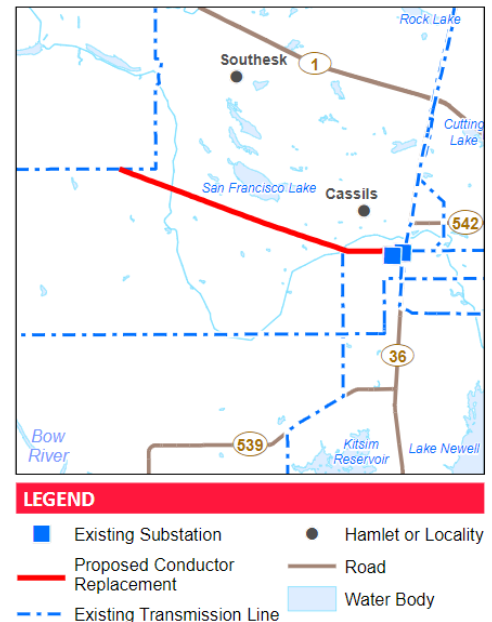 Rock Lake
Southesk
1
Cutting
Lake
San Francisco Lake
Cassils
542
36
539
Bow
River
Kitsim
Reservoir
Lake Newell
LEGEND
Existing Substation
Hamlet or Locality
Proposed Conductor
Replacement
Road
Water Body
Existing Transmission Line